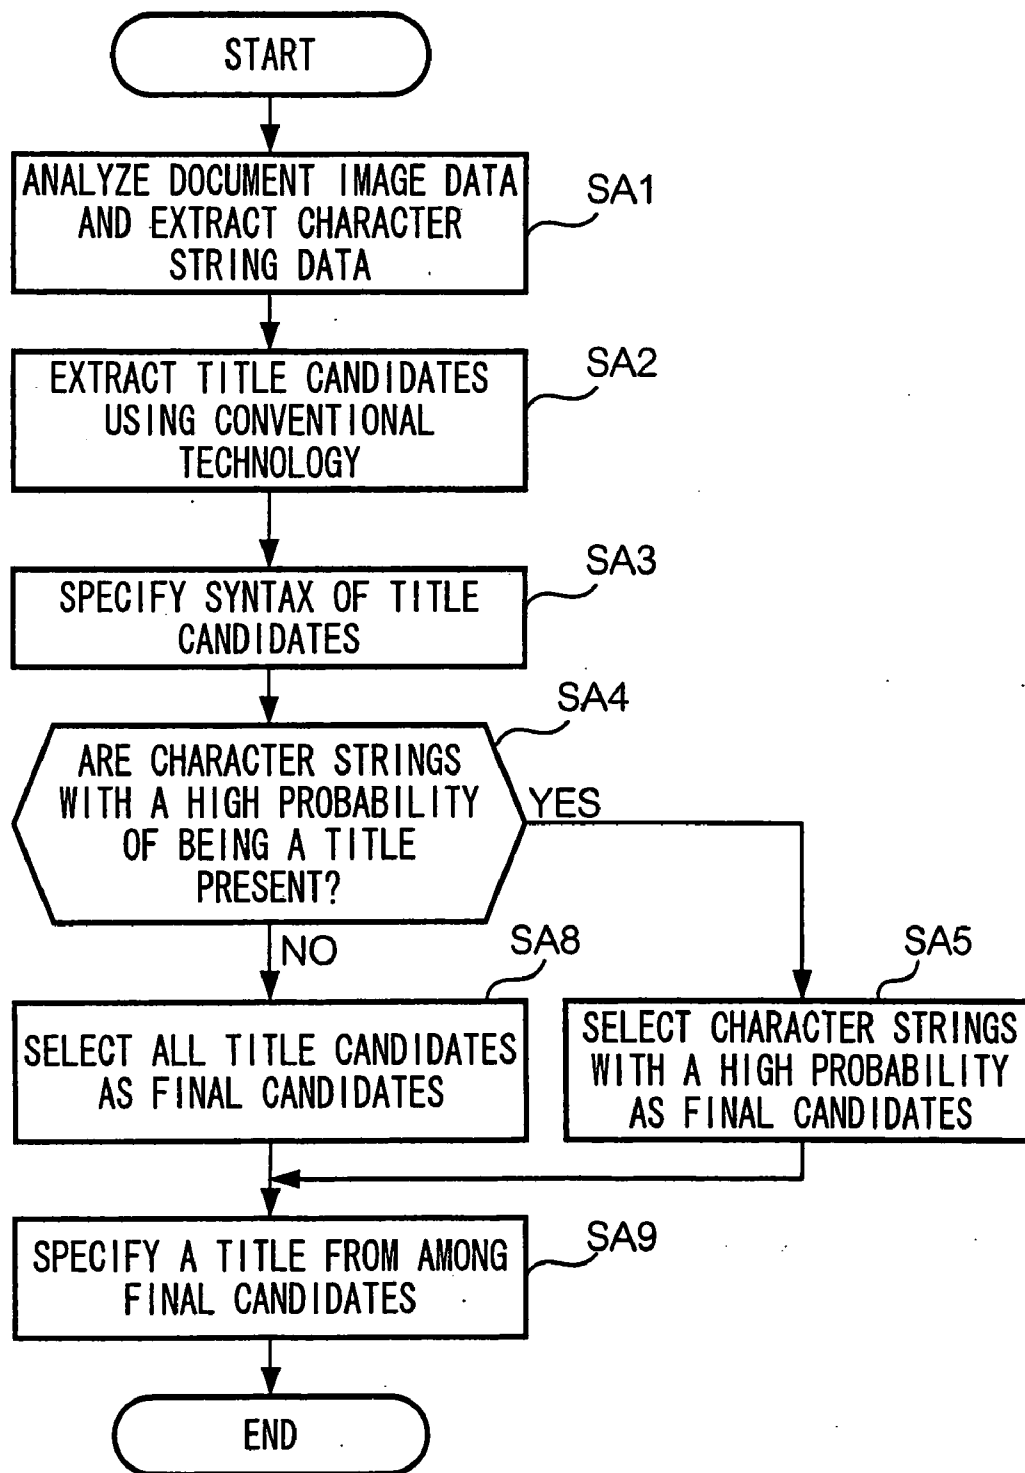 START
ANALYZE DOCUMENT IMAGE DATA
AND EXTRACT CHARACTER
STRING DATA
SA1
EXTRACT TITLE CANDIDATES
USING CONVENTIONAL
TECHNOLOGY
SA2
SPECIFY SYNTAX OF TITLE
CANDIDATES
SA3
ARE CHARACTER STRINGS
WITH A HIGH PROBABILITY
OF BEING A TITLE
PRESENT?
SA4
YES
NO
SELECT ALL TITLE CANDIDATES
AS FINAL CANDIDATES
SA8
SELECT CHARACTER STRINGS
WITH A HIGH PROBABILITY
AS FINAL CANDIDATES
SA5
SPECIFY A TITLE FROM AMONG
FINAL CANDIDATES
SA9
END